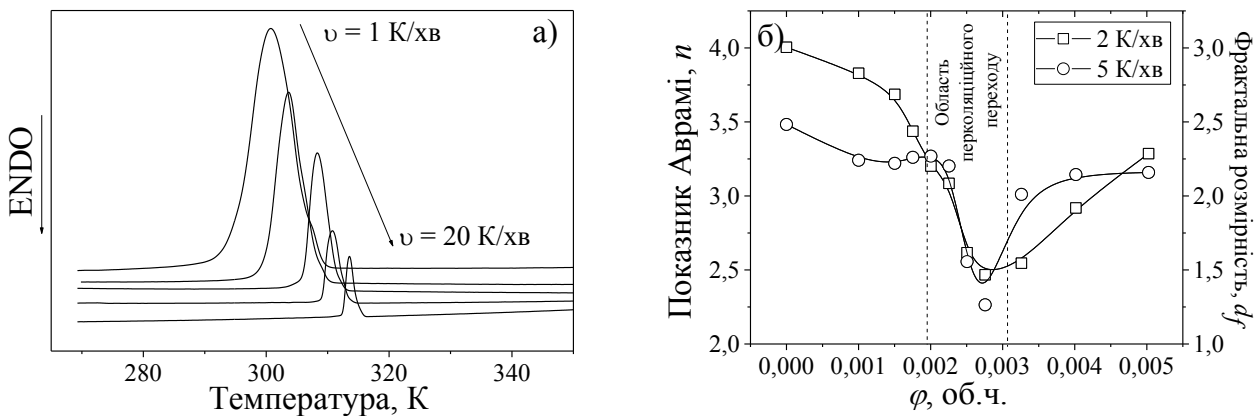 а)
υ = 1 К/хв
υ = 20 К/хв
ENDO
280
300
320
340
Температура, К
б)
2 К/хв
5 К/хв
Область
перколяціційного
переходу
4,0
3,5
3,0
2,5
2,0
Показник Аврамі, n
3,0
2,5
2,0
1,5
1,0
Фрактальна розмірність, df
0,000
0,001
0,002
0,003
0,004
0,005
φ, об.ч.